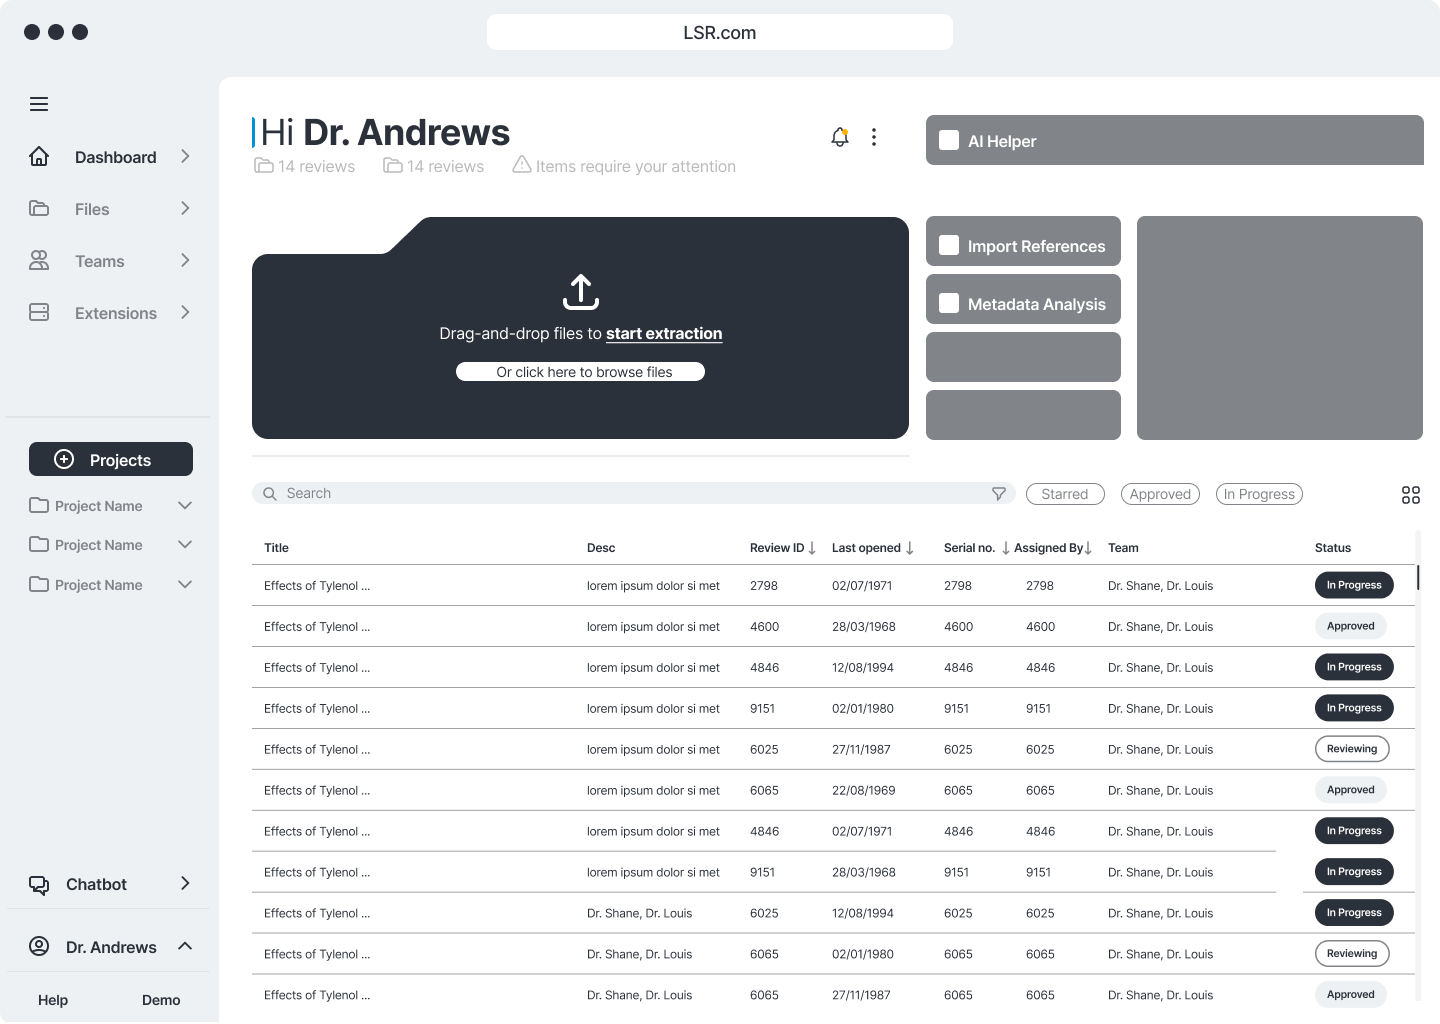 LSR.com
Dashboard
Files
Teams
Extensions
Projects
Project Name
Project Name
Project Name
Chatbot
Dr. Andrews
Help Demo
Hi Dr. Andrews
14 reviews 14 reviews Items require your attention
AI Helper
Drag-and-drop files to start extraction
Or click here to browse files
Import References
Metadata Analysis
Search Starred Approved In Progress
Title Desc Review ID Last opened Serial no. Assigned By Team Status
Effects of Tylenol ... lorem ipsum dolor si met 2798 02/07/1971 2798 2798 Dr. Shane, Dr. Louis In Progress
Effects of Tylenol ... lorem ipsum dolor si met 4600 28/03/1968 4600 4600 Dr. Shane, Dr. Louis Approved
Effects of Tylenol ... lorem ipsum dolor si met 4846 12/08/1994 4846 4846 Dr. Shane, Dr. Louis In Progress
Effects of Tylenol ... lorem ipsum dolor si met 9151 02/01/1980 9151 9151 Dr. Shane, Dr. Louis In Progress
Effects of Tylenol ... lorem ipsum dolor si met 6025 27/11/1987 6025 6025 Dr. Shane, Dr. Louis Reviewing
Effects of Tylenol ... lorem ipsum dolor si met 6065 22/08/1969 6065 6065 Dr. Shane, Dr. Louis Approved
Effects of Tylenol ... lorem ipsum dolor si met 4846 02/07/1971 4846 4846 Dr. Shane, Dr. Louis In Progress
Effects of Tylenol ... lorem ipsum dolor si met 9151 28/03/1968 9151 9151 Dr. Shane, Dr. Louis In Progress
Effects of Tylenol ... Dr. Shane, Dr. Louis 6025 12/08/1994 6025 6025 Dr. Shane, Dr. Louis In Progress
Effects of Tylenol ... Dr. Shane, Dr. Louis 6065 02/01/1980 6065 6065 Dr. Shane, Dr. Louis Reviewing
Effects of Tylenol ... Dr. Shane, Dr. Louis 6065 27/11/1987 6065 6065 Dr. Shane, Dr. Louis Approved